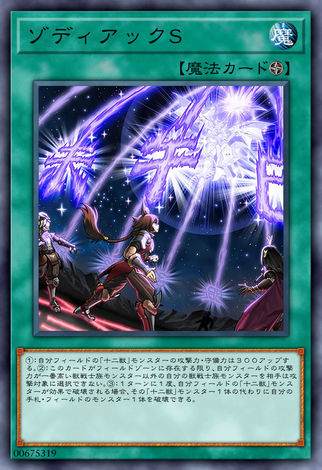 ゾディアックS
魔
【魔法カード】
①:自分フィールドの「十二獣」モンスターの攻撃力・守備力は３００アップす
る。②:このカードがフィールドゾーンに存在する限り、自分フィールドの攻撃力
が一番高い獣戦士族モンスター以外の自分の獣戦士族モンスターを相手は攻
撃対象に選択できない。③:１ターンに１度、自分フィールドの「十二獣」モンスター
が効果で破壊される場合、そのモンスター１体の代わりに自分の
手札・フィールドのモンスター１体を破壊できる。
00675319